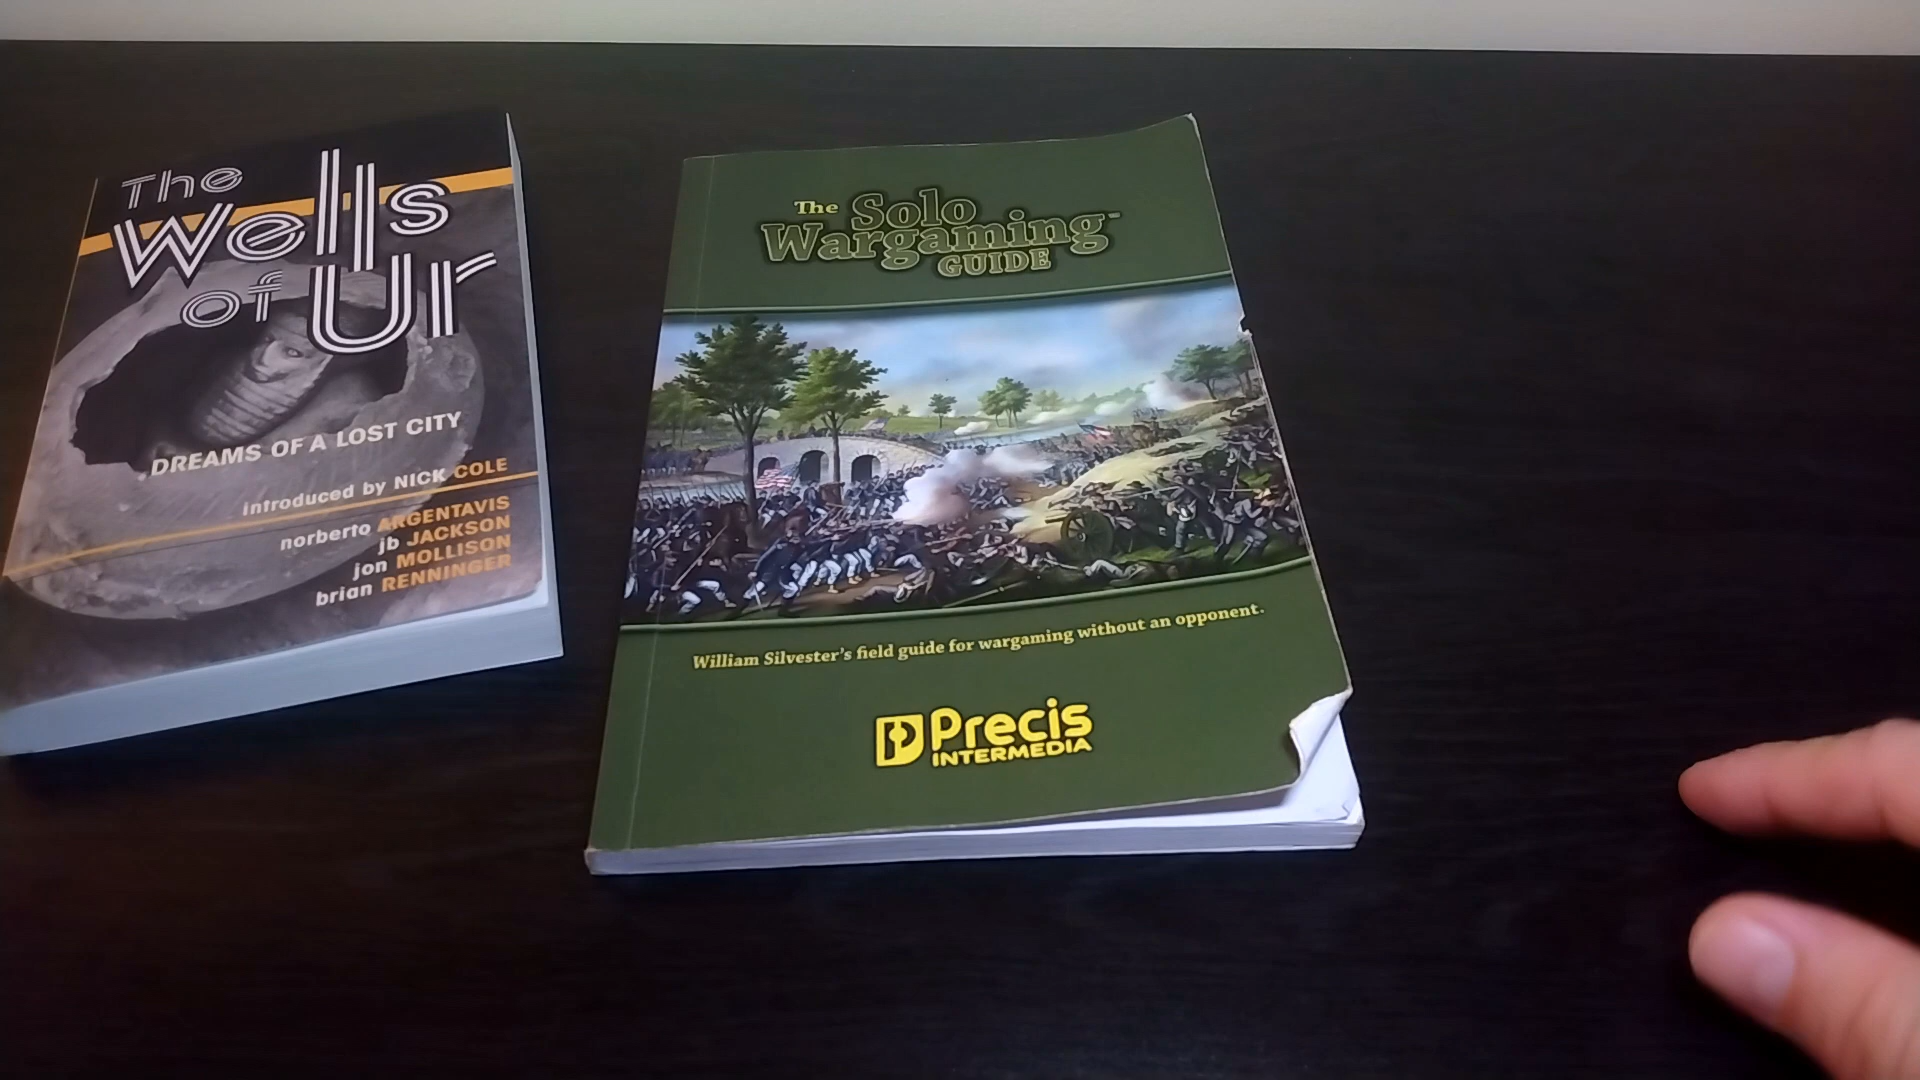 The
Wells
of Ur
DREAMS OF A LOST CITY
introduced by NICK COLE
norberto ARGENTAVIS
jb JACKSON
jon MOLLISON
brian RENNINGER
The Solo
Wargaming™
GUIDE
William Silvester's field guide for wargaming without an opponent.
Precis
INTERMEDIA